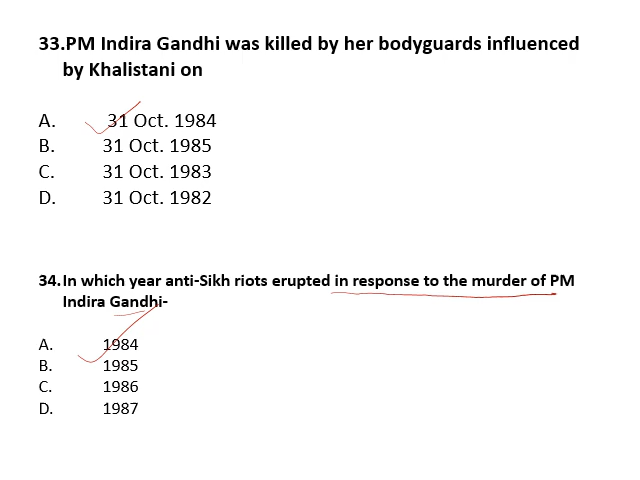 33.PM Indira Gandhi was killed by her bodyguards influenced
by Khalistani on
A. 31 Oct. 1984
B. 31 Oct. 1985
C. 31 Oct. 1983
D. 31 Oct. 1982
34.In which year anti-Sikh riots erupted in response to the murder of PM
Indira Gandhi-
A. 1984
B. 1985
C. 1986
D. 1987